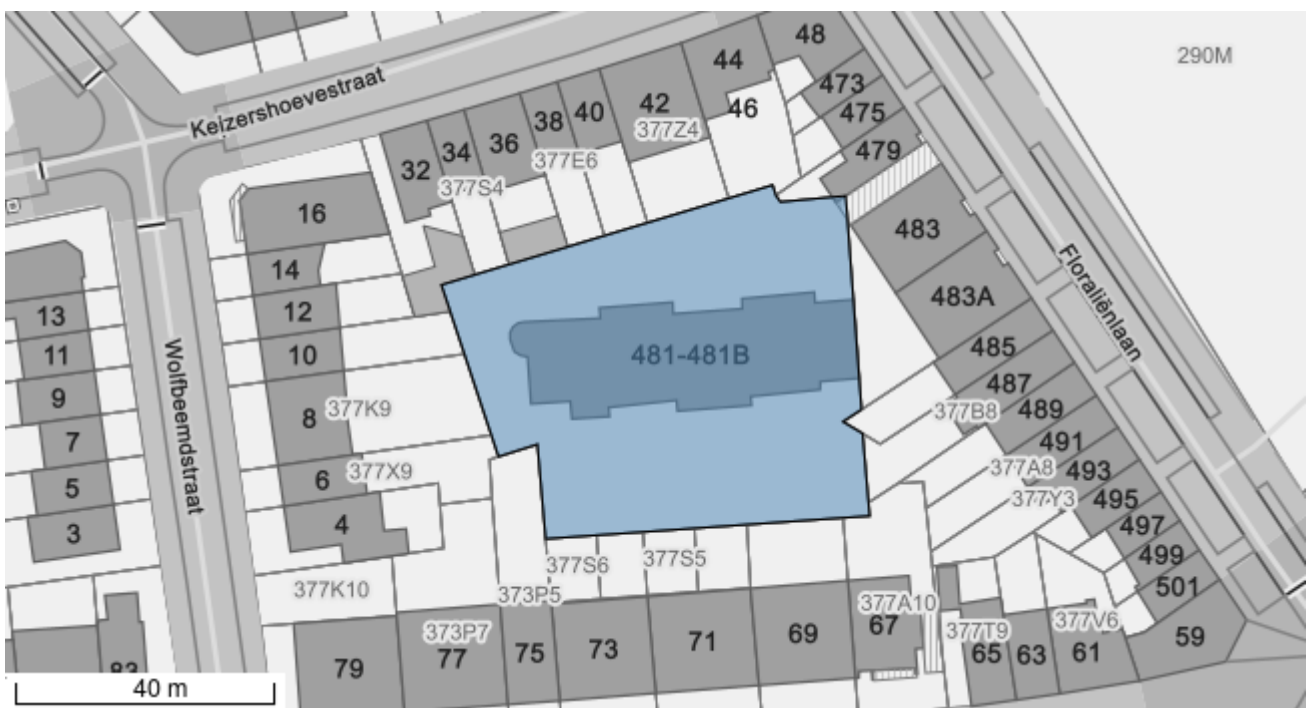 48
290M
44
473
Keizershoevestraat
38
40
42
46
475
34
36
377Z4
479
32
377E6
377S4
16
483
14
483A
Floraliënlaan
13
12
11
10
481-481B
485
Wolfbeemdstraat
487
9
8
377K9
377B8
489
7
491
377X9
377A8
493
5
6
377Y3
495
3
4
497
377S6
377S5
499
377K10
373P5
377A10
501
377V6
373P7
377T9
79
77
75
73
71
69
67
65
63
61
59
83
40 m